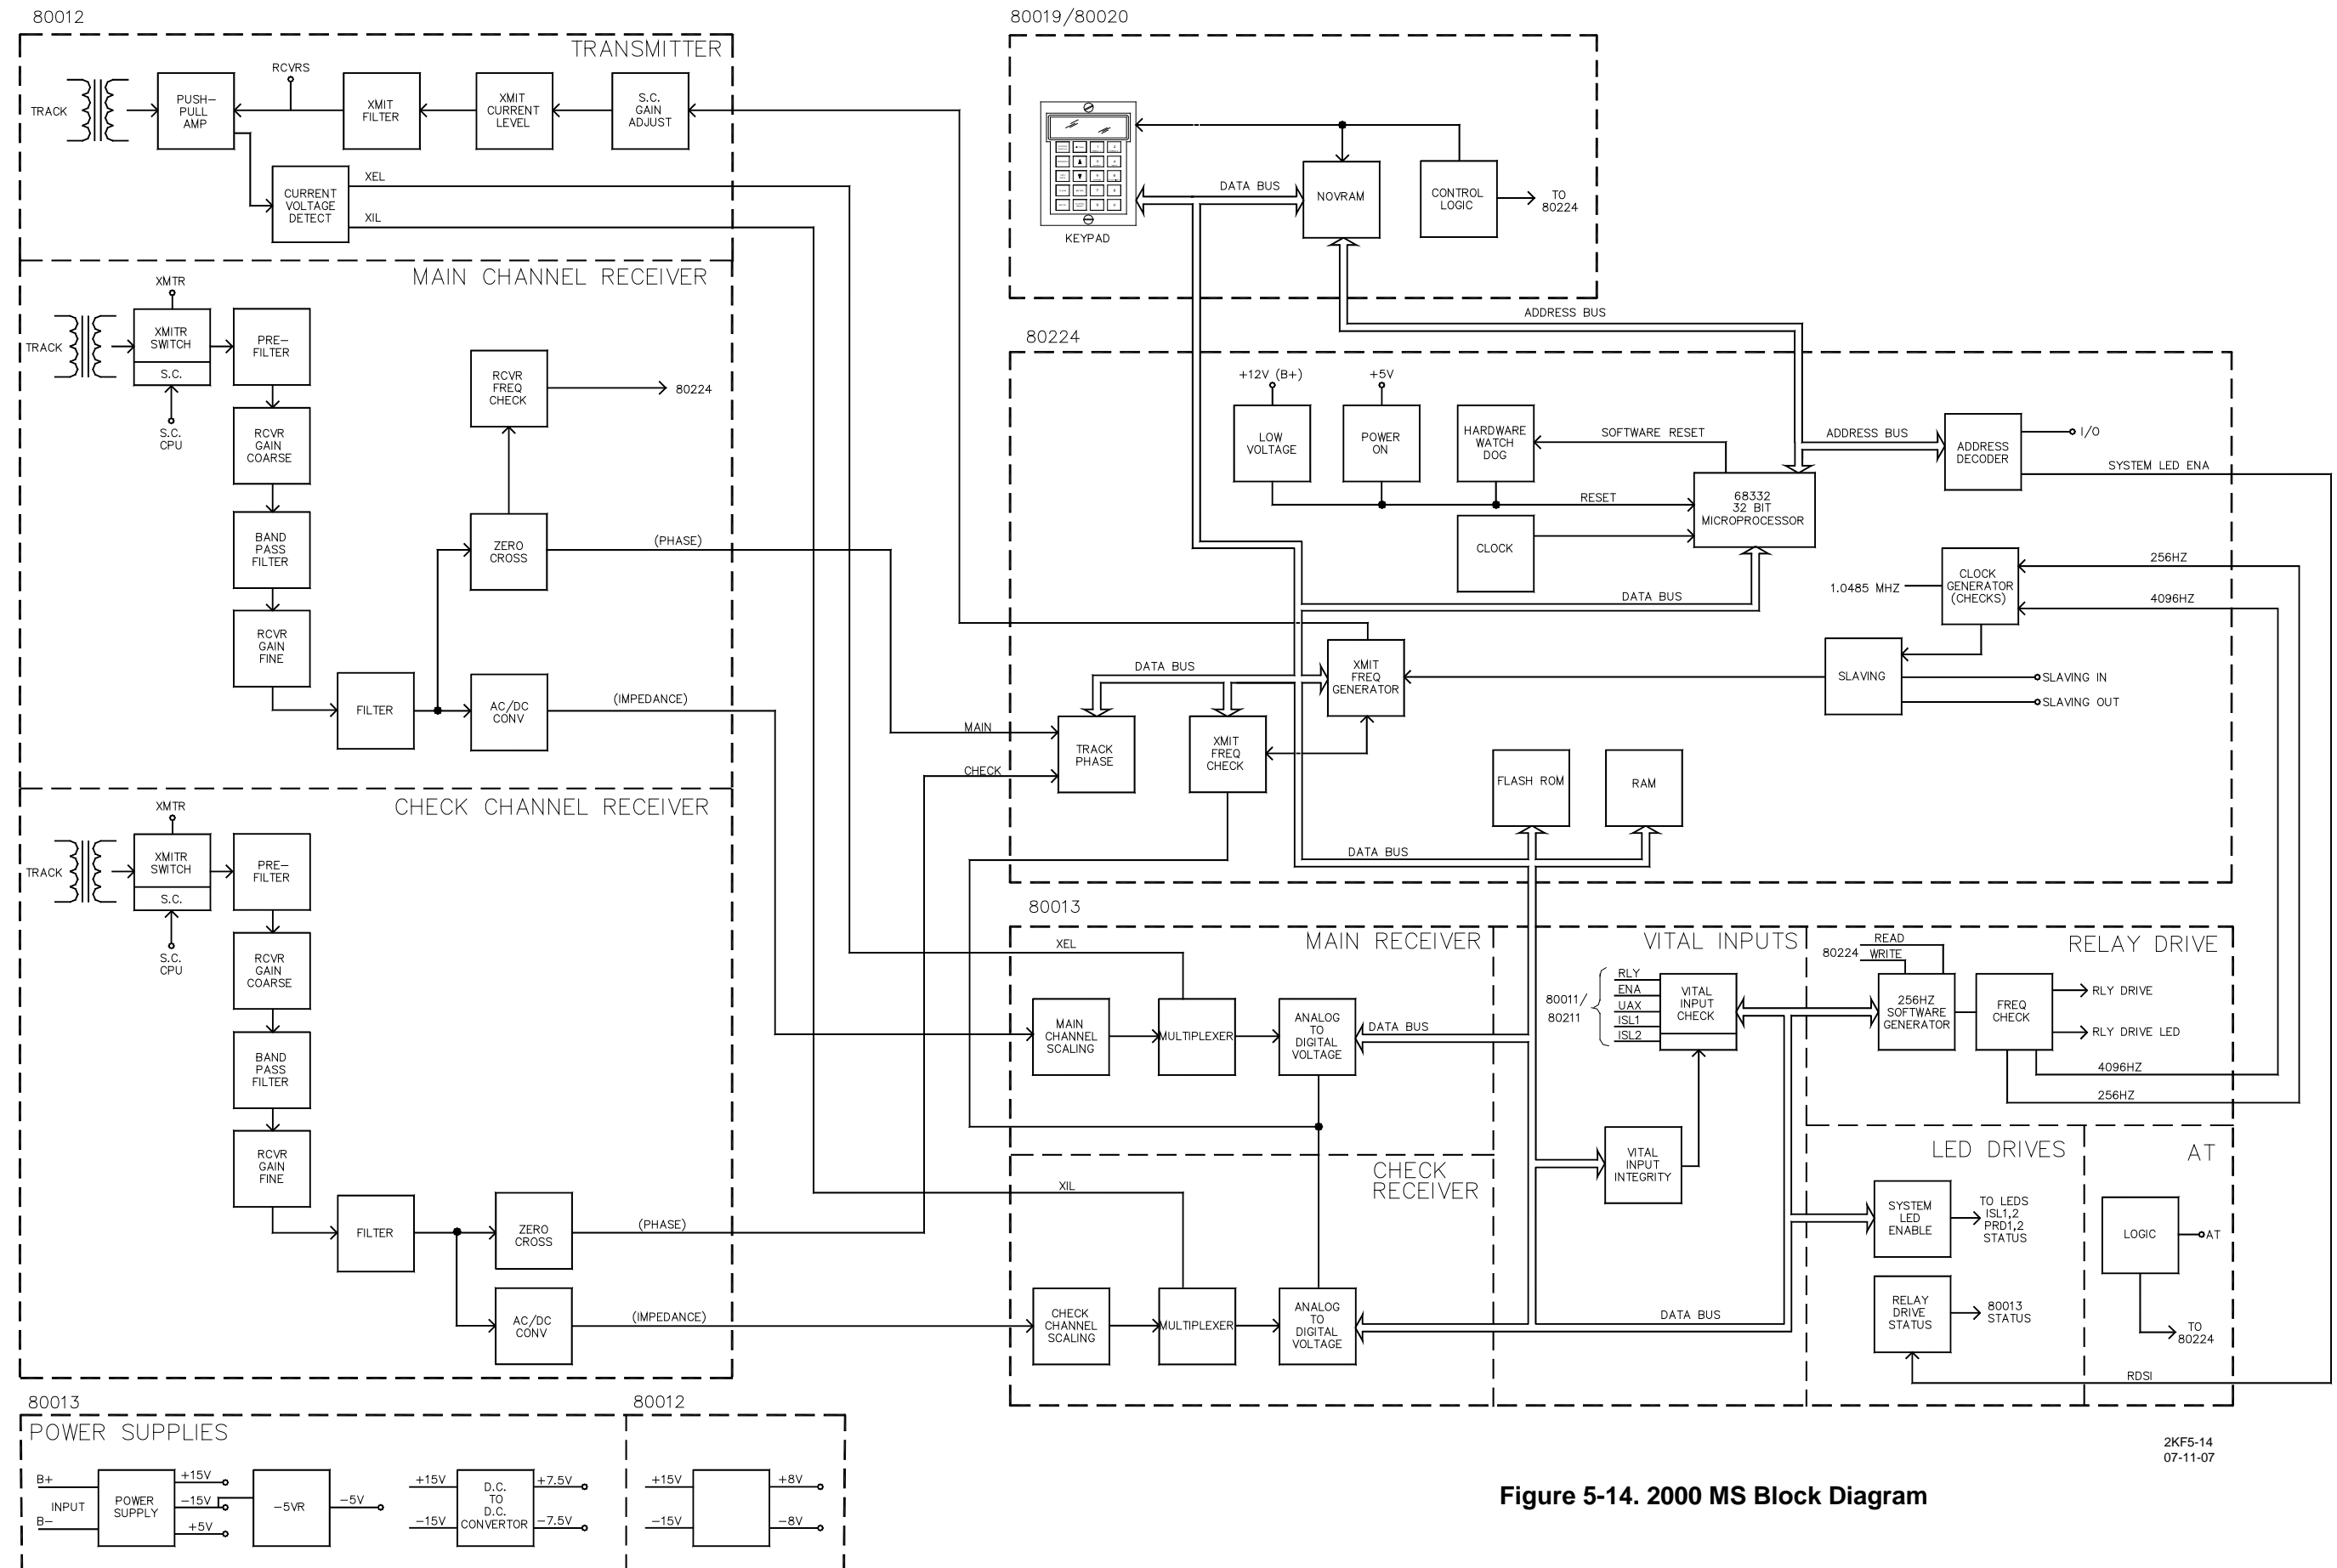 80012
TRANSMITTER
TRACK
PUSH-
PULL
AMP
RCVRS
XMIT
FILTER
XMIT
CURRENT
LEVEL
S.C.
GAIN
ADJUST
CURRENT
VOLTAGE
DETECT
XEL
XIL
MAIN CHANNEL RECEIVER
XMTR
TRACK
XMITR
SWITCH
S.C.
S.C.
CPU
PRE-
FILTER
RCVR
GAIN
COARSE
BAND
PASS
FILTER
RCVR
GAIN
FINE
FILTER
RCVR
FREQ
CHECK
80224
ZERO
CROSS
(PHASE)
AC/DC
CONV
(IMPEDANCE)
CHECK CHANNEL RECEIVER
XMTR
TRACK
XMITR
SWITCH
S.C.
S.C.
CPU
PRE-
FILTER
RCVR
GAIN
COARSE
BAND
PASS
FILTER
RCVR
GAIN
FINE
FILTER
ZERO
CROSS
(PHASE)
AC/DC
CONV
(IMPEDANCE)
80019/80020
KEYPAD
DATA BUS
NOVRAM
CONTROL
LOGIC
TO
80224
ADDRESS BUS
80224
+12V (B+)
LOW
VOLTAGE
+5V
POWER
ON
HARDWARE
WATCH
DOG
SOFTWARE RESET
RESET
CLOCK
68332
32 BIT
MICROPROCESSOR
ADDRESS BUS
ADDRESS
DECODER
I/O
SYSTEM LED ENA
DATA BUS
1.0485 MHZ
CLOCK
GENERATOR
(CHECKS)
256HZ
4096HZ
SLAVING
SLAVING IN
SLAVING OUT
DATA BUS
XMIT
FREQ
GENERATOR
MAIN
CHECK
TRACK
PHASE
XMIT
FREQ
CHECK
FLASH ROM
RAM
DATA BUS
80013
MAIN RECEIVER
XEL
MAIN
CHANNEL
SCALING
MULTIPLEXER
ANALOG
TO
DIGITAL
VOLTAGE
DATA BUS
CHECK
RECEIVER
XIL
CHECK
CHANNEL
SCALING
MULTIPLEXER
ANALOG
TO
DIGITAL
VOLTAGE
DATA BUS
VITAL INPUTS
80011/
80211
RLY
ENA
UAX
ISL1
ISL2
VITAL
INPUT
CHECK
VITAL
INPUT
INTEGRITY
RELAY DRIVE
80224
READ
WRITE
256HZ
SOFTWARE
GENERATOR
FREQ
CHECK
RLY DRIVE
RLY DRIVE LED
4096HZ
256HZ
LED DRIVES
SYSTEM
LED
ENABLE
TO LEDS
ISL1,2
PRD1,2
STATUS
RELAY
DRIVE
STATUS
80013
STATUS
RDSI
AT
LOGIC
AT
TO
80224
80013
POWER SUPPLIES
B+
INPUT
B-
POWER
SUPPLY
+15V
-15V
+5V
-5VR
-5V
+15V
-15V
D.C.
TO
D.C.
CONVERTOR
+7.5V
-7.5V
80012
+15V
-15V
+8V
-8V
2KF5-14
07-11-07
Figure 5-14. 2000 MS Block Diagram